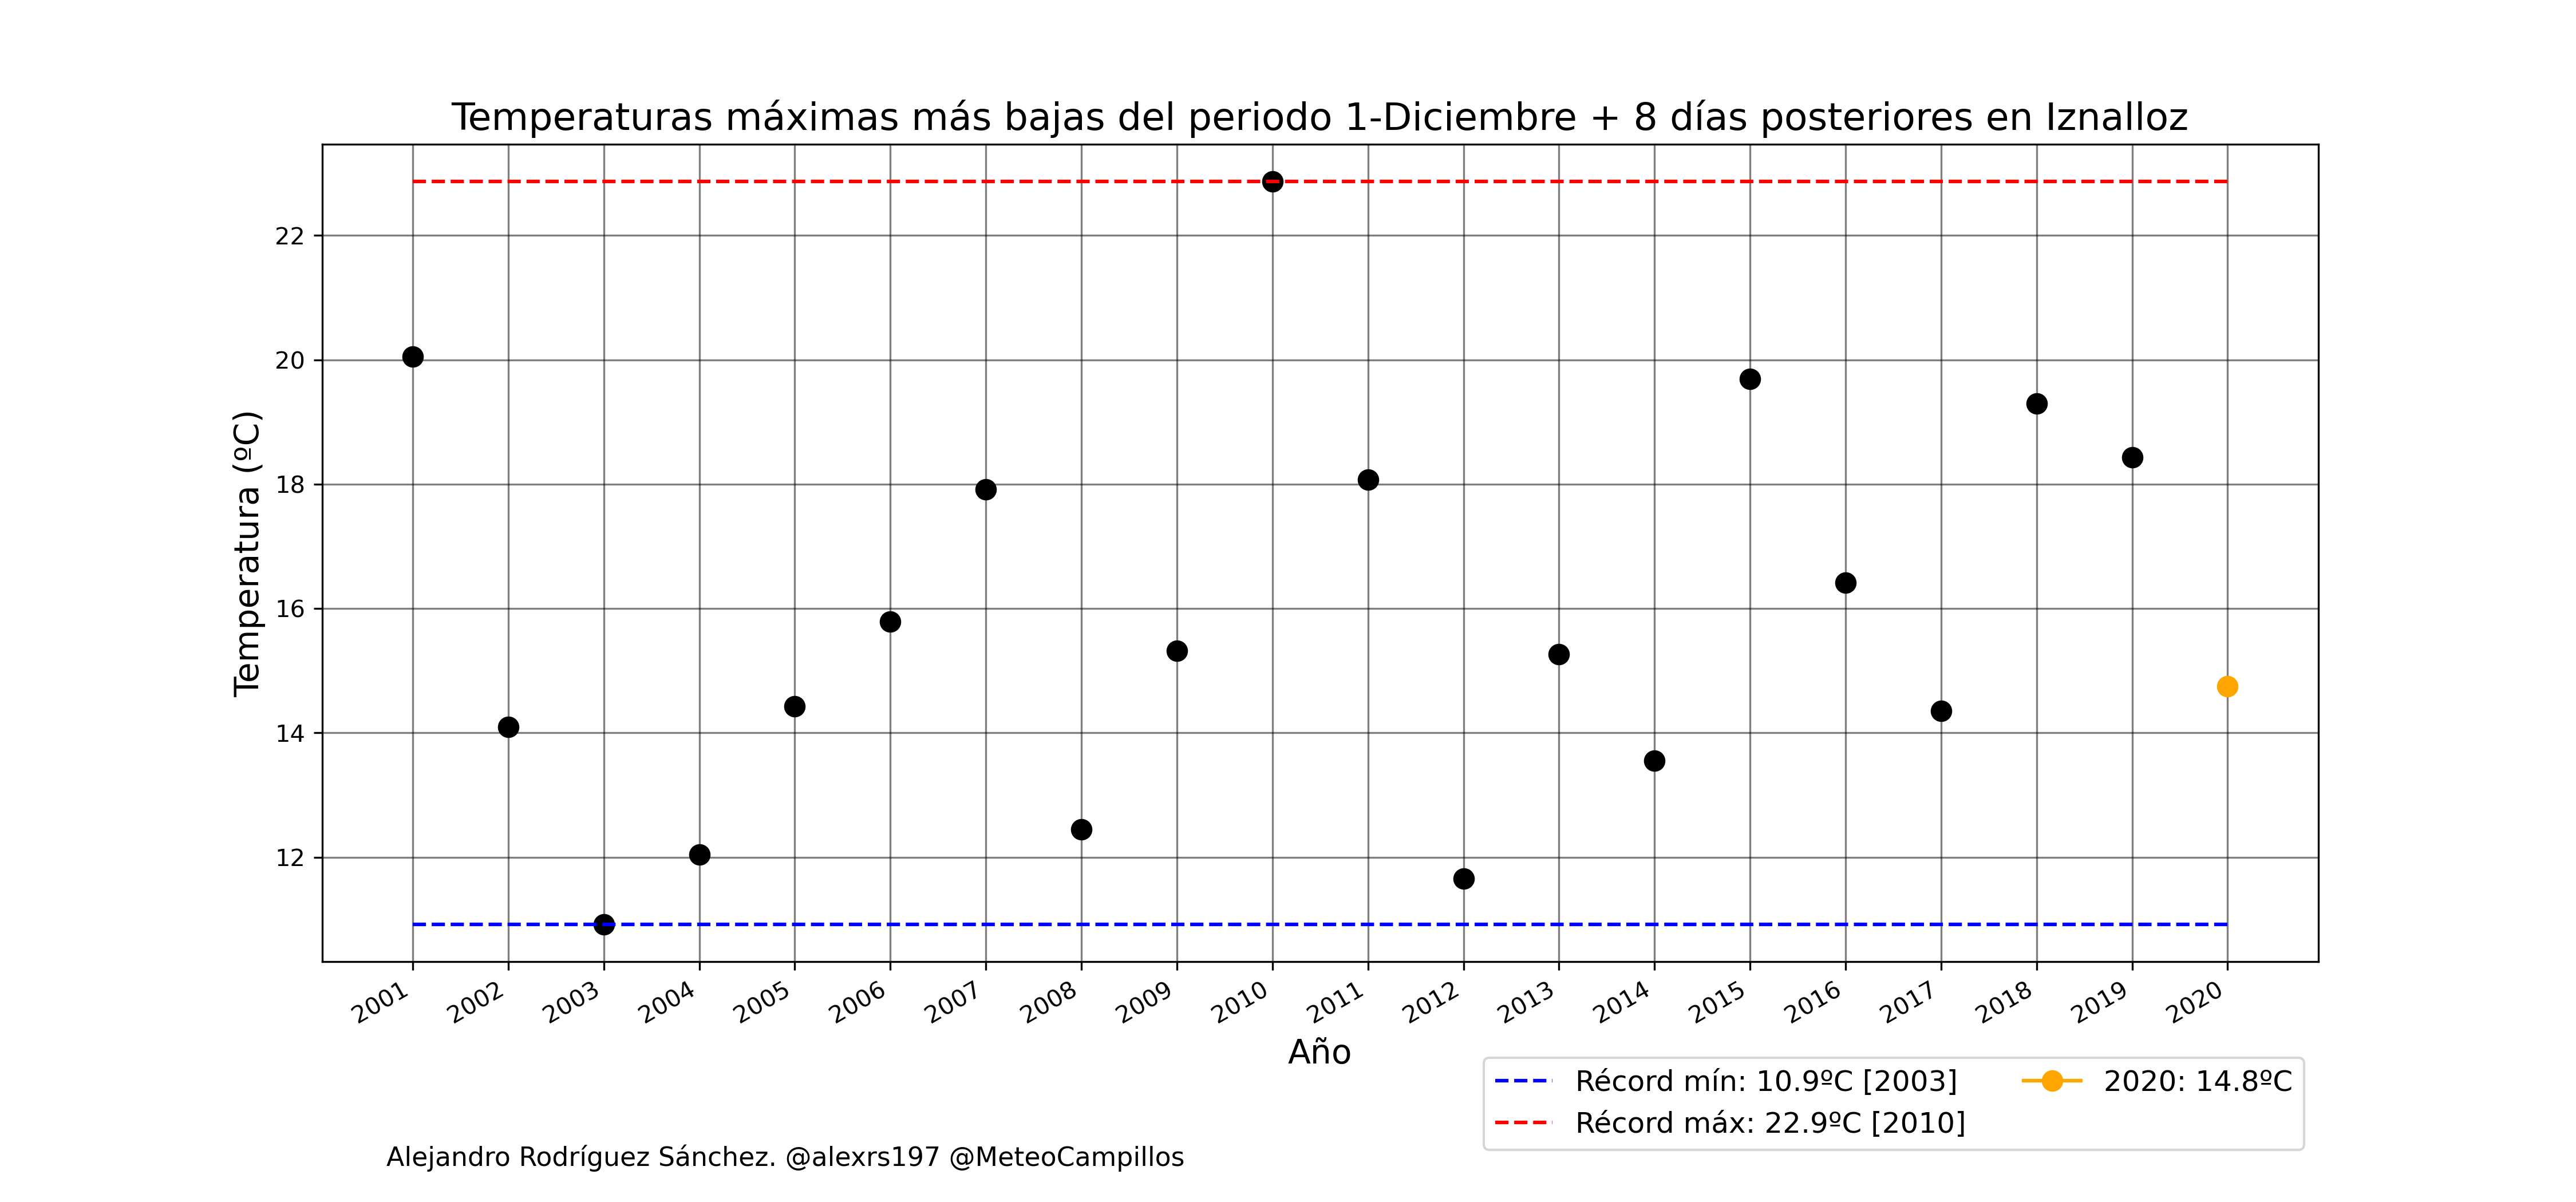 Temperaturas máximas más bajas del periodo 1-Diciembre + 8 días posteriores en Iznalloz
Temperatura (ºC)
22
20
18
16
14
12
2001 2002 2003 2004 2005 2006 2007 2008 2009 2010 2011 2012 2013 2014 2015 2016 2017 2018 2019 2020
Año
Récord mín: 10.9ºC [2003]
Récord máx: 22.9ºC [2010]
2020: 14.8ºC
Alejandro Rodríguez Sánchez. @alexrs197 @MeteoCampillos